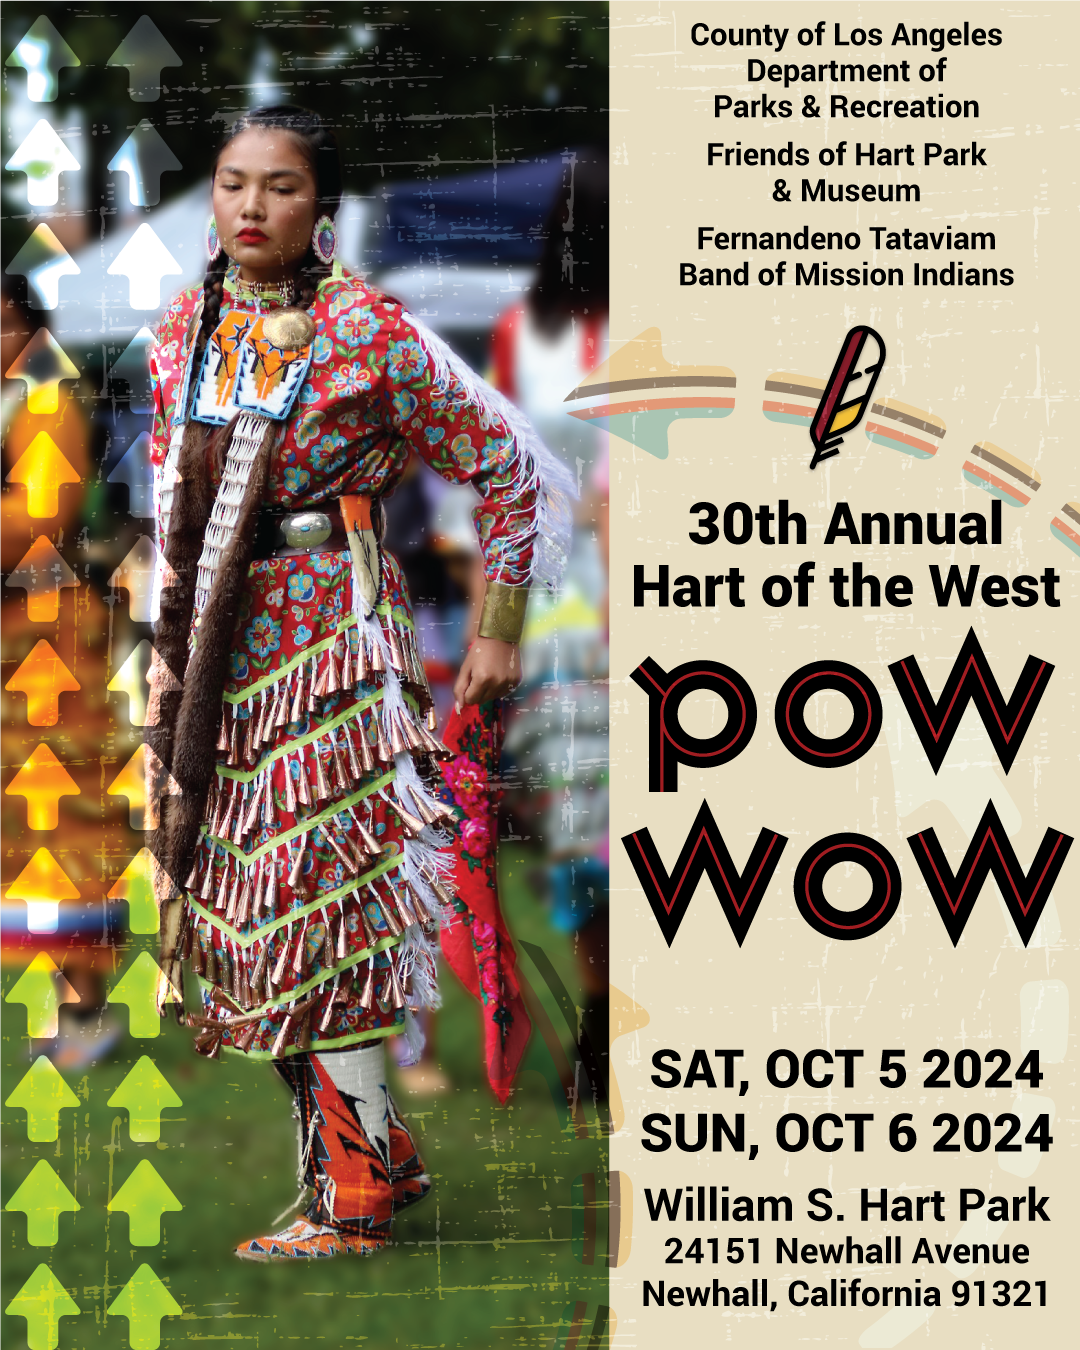 County of Los Angeles
Department of
Parks & Recreation
Friends of Hart Park
& Museum
Fernandeno Tataviam
Band of Mission Indians
30th Annual
Hart of the West
pow
wow
SAT, OCT 5 2024
SUN, OCT 6 2024
William S. Hart Park
24151 Newhall Avenue
Newhall, California 91321